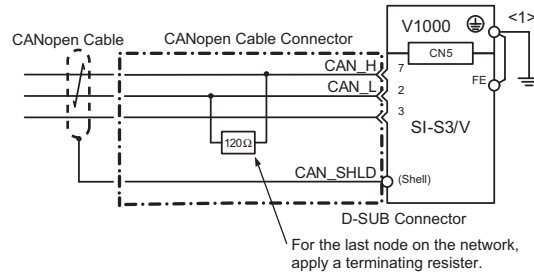 CANopen Cable
CANopen Cable Connector
V1000
<1>
CN5
CAN_H
7
FE
CAN_L
2
3
SI-S3/V
120Ω
CAN_SHLD
(Shell)
D-SUB Connector
For the last node on the network,
apply a terminating resister.